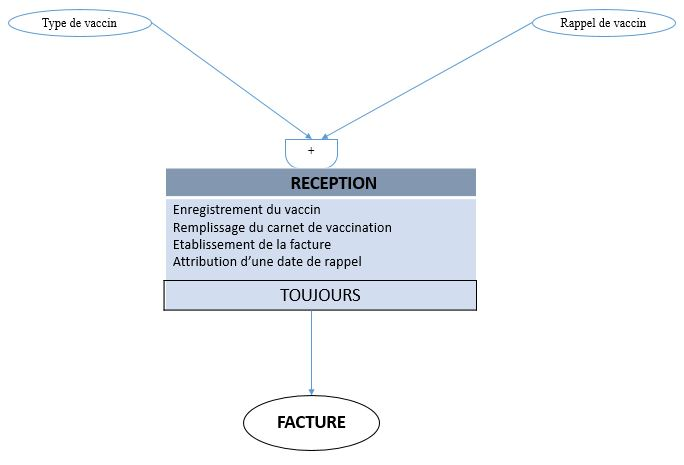 Type de vaccin
Rappel de vaccin
+
RECEPTION
Enregistrement du vaccin
Remplissage du carnet de vaccination
Etablissement de la facture
Attribution d’une date de rappel
TOUJOURS
FACTURE